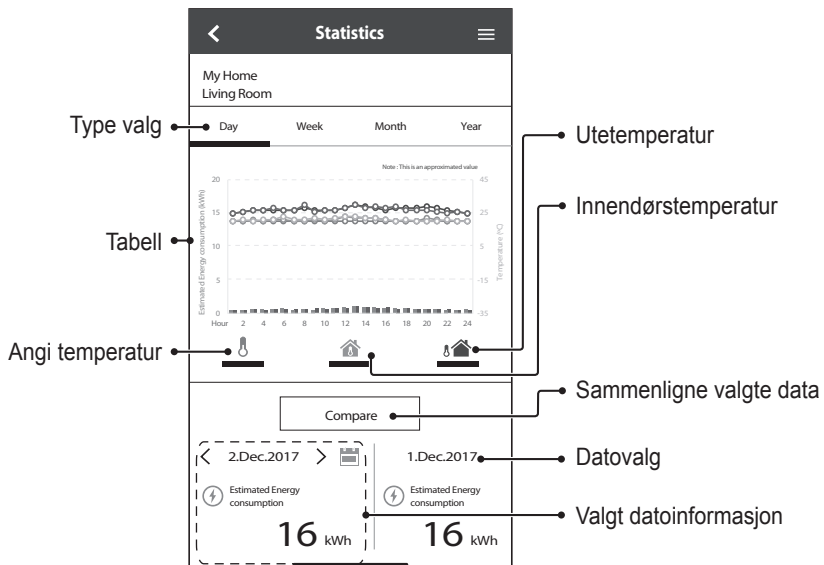 Statistics
My Home
Living Room
Type valg
Day Week Month Year
Utetemperatur
Note : This is an approximated value
Innendørstemperatur
Tabell
Estimated Energy consumption (kWh)
20
15
10
5
0
45
25
5
-15
-35
Temperature (ºC)
Hour 2 4 6 8 10 12 14 16 18 20 22 24
Angi temperatur
Sammenligne valgte data
Compare
Datovalg
2.Dec.2017
1.Dec.2017
Estimated Energy
consumption
16 kWh
Estimated Energy
consumption
16 kWh
Valgt datoinformasjon